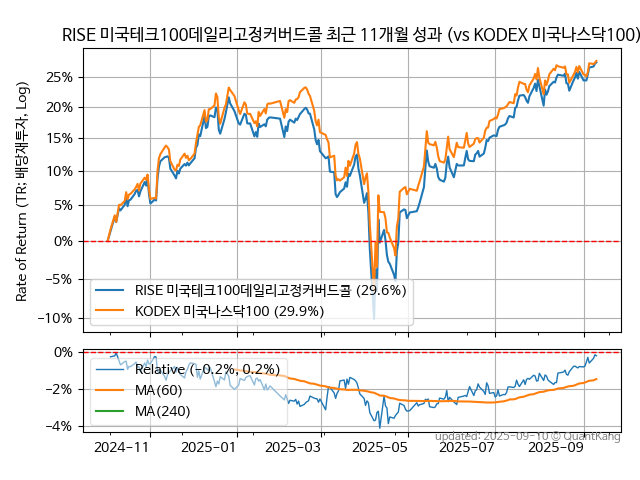 RISE 미국테크100데일리고정커버드콜 최근 11개월 성과 (vs KODEX 미국나스닥100)
Rate of Return (TR: 배당재투자, Log)
25%
20%
15%
10%
5%
0%
−5%
−10%
RISE 미국테크100데일리고정커버드콜 (29.6%)
KODEX 미국나스닥100 (29.9%)
0%
−2%
−4%
Relative (−0.2%, 0.2%)
MA(60)
MA(240)
updated: 2025-09-10 © QuantKang
2024-11 2025-01 2025-03 2025-05 2025-07 2025-09